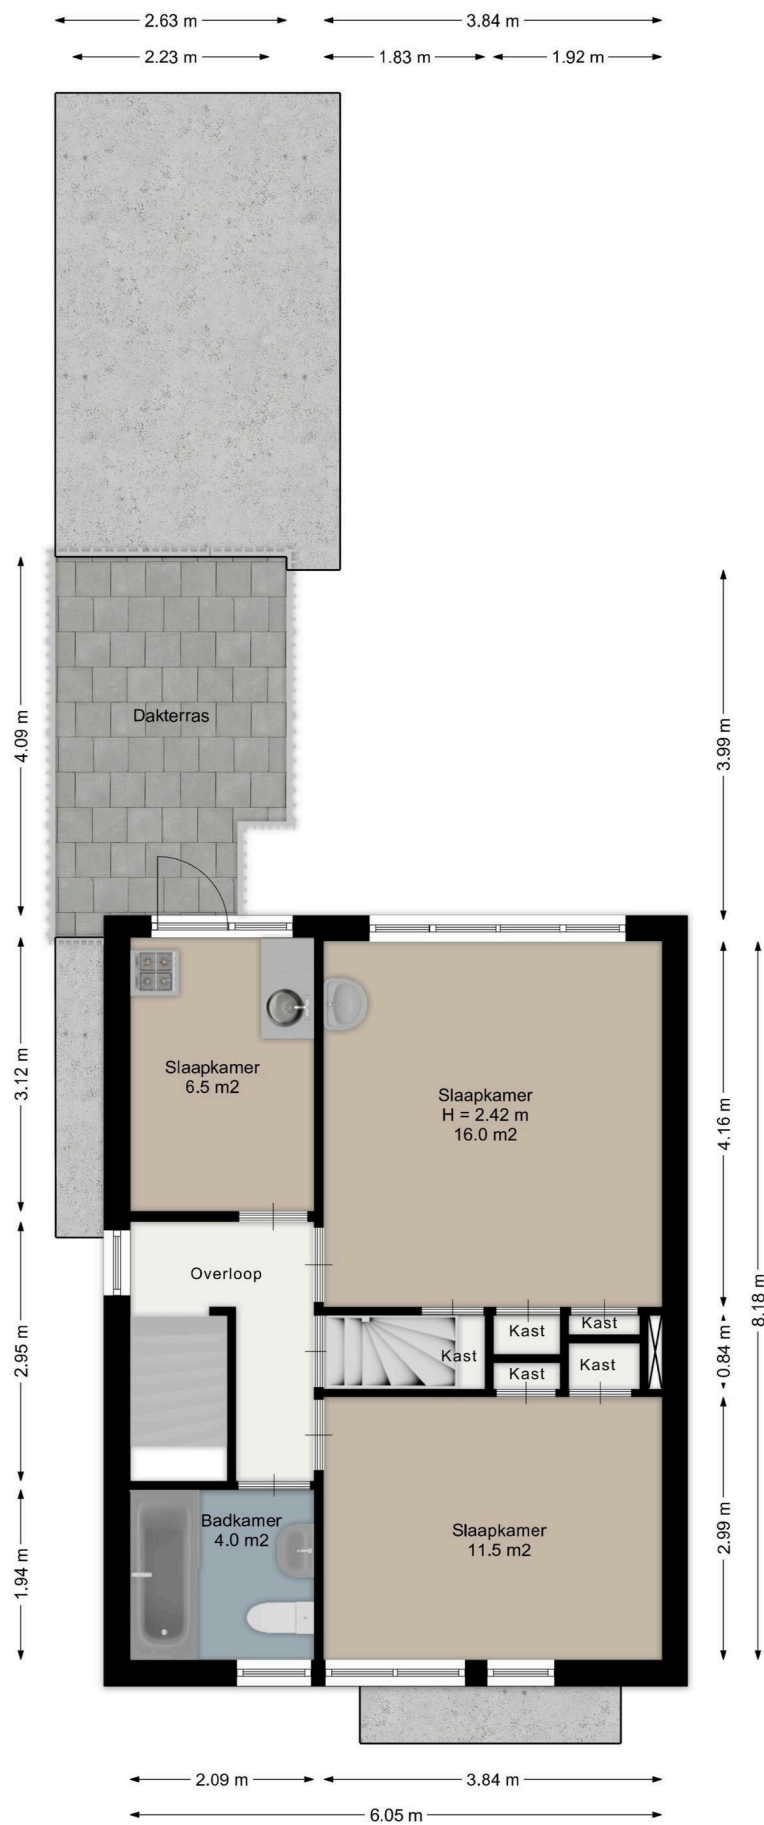 2.63 m
3.84 m
2.23 m
1.83 m
1.92 m
4.09 m
3.99 m
Dakterras
3.12 m
4.16 m
8.18 m
Slaapkamer
6.5 m2
Slaapkamer
H = 2.42 m
16.0 m2
Overloop
2.95 m
0.84 m
Kast
Kast
Kast
Kast
Kast
Badkamer
4.0 m2
Slaapkamer
11.5 m2
1.94 m
2.99 m
2.09 m
3.84 m
6.05 m